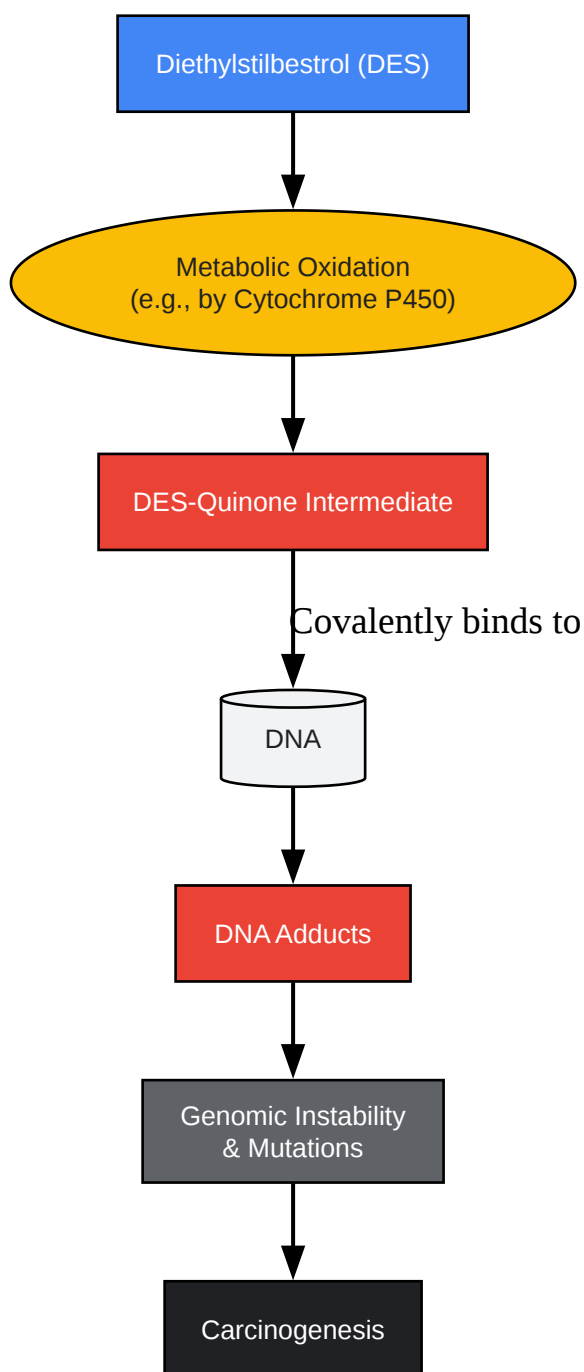 Diethylstilbestrol (DES)
Metabolic Oxidation
(e.g., by Cytochrome P450)
DES-Quinone Intermediate
Covalently binds to
DNA
DNA Adducts
Genomic Instability
& Mutations
Carcinogenesis